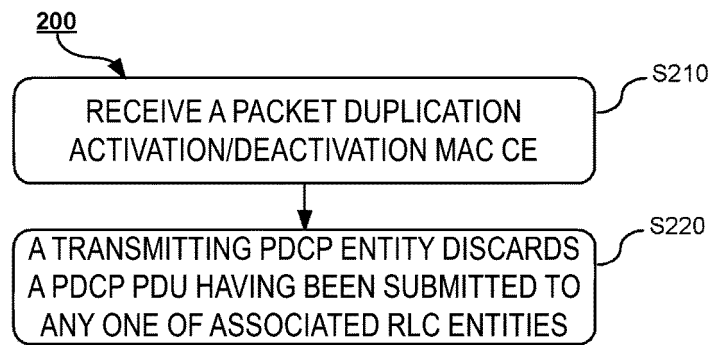 200
S210
RECEIVE A PACKET DUPLICATION
ACTIVATION/DEACTIVATION MAC CE
S220
A TRANSMITTING PDCP ENTITY DISCARDS
A PDCP PDU HAVING BEEN SUBMITTED TO
ANY ONE OF ASSOCIATED RLC ENTITIES